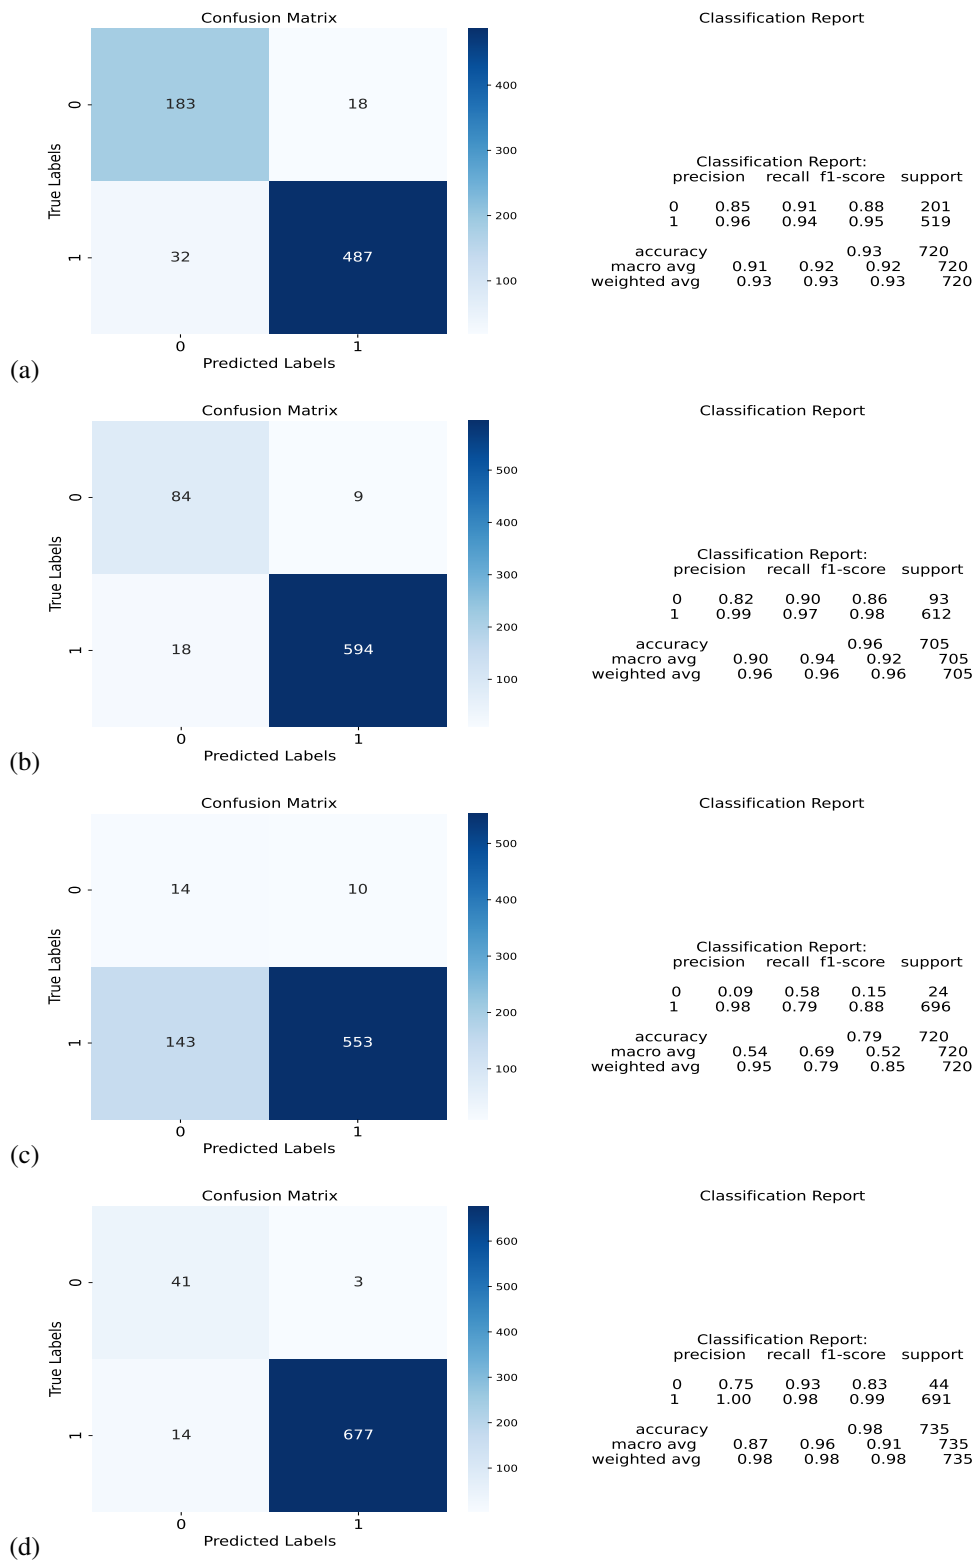 Confusion Matrix
Classification Report
0
183
18
400
300
Classification Report:
precision recall f1-score support
True Labels
0 0.85 0.91 0.88 201
1 0.96 0.94 0.95 519
200
1
32
487
accuracy 0.93 720
macro avg 0.91 0.92 0.92 720
weighted avg 0.93 0.93 0.93 720
100
0 1
Predicted Labels
(a)
Confusion Matrix
Classification Report
0
84
9
500
400
Classification Report:
precision recall f1-score support
True Labels
300
0 0.82 0.90 0.86 93
1 0.99 0.97 0.98 612
200
1
18
594
accuracy 0.96 705
macro avg 0.90 0.94 0.92 705
weighted avg 0.96 0.96 0.96 705
100
0 1
Predicted Labels
(b)
Confusion Matrix
Classification Report
0
14
10
500
400
Classification Report:
precision recall f1-score support
True Labels
300
0 0.09 0.58 0.15 24
1 0.98 0.79 0.88 696
200
1
143
553
accuracy 0.79 720
macro avg 0.54 0.69 0.52 720
weighted avg 0.95 0.79 0.85 720
100
0 1
Predicted Labels
(c)
Confusion Matrix
Classification Report
0
41
3
600
500
400
Classification Report:
precision recall f1-score support
True Labels
300
0 0.75 0.93 0.83 44
1 1.00 0.98 0.99 691
200
1
14
677
accuracy 0.98 735
macro avg 0.87 0.96 0.91 735
weighted avg 0.98 0.98 0.98 735
100
0 1
Predicted Labels
(d)